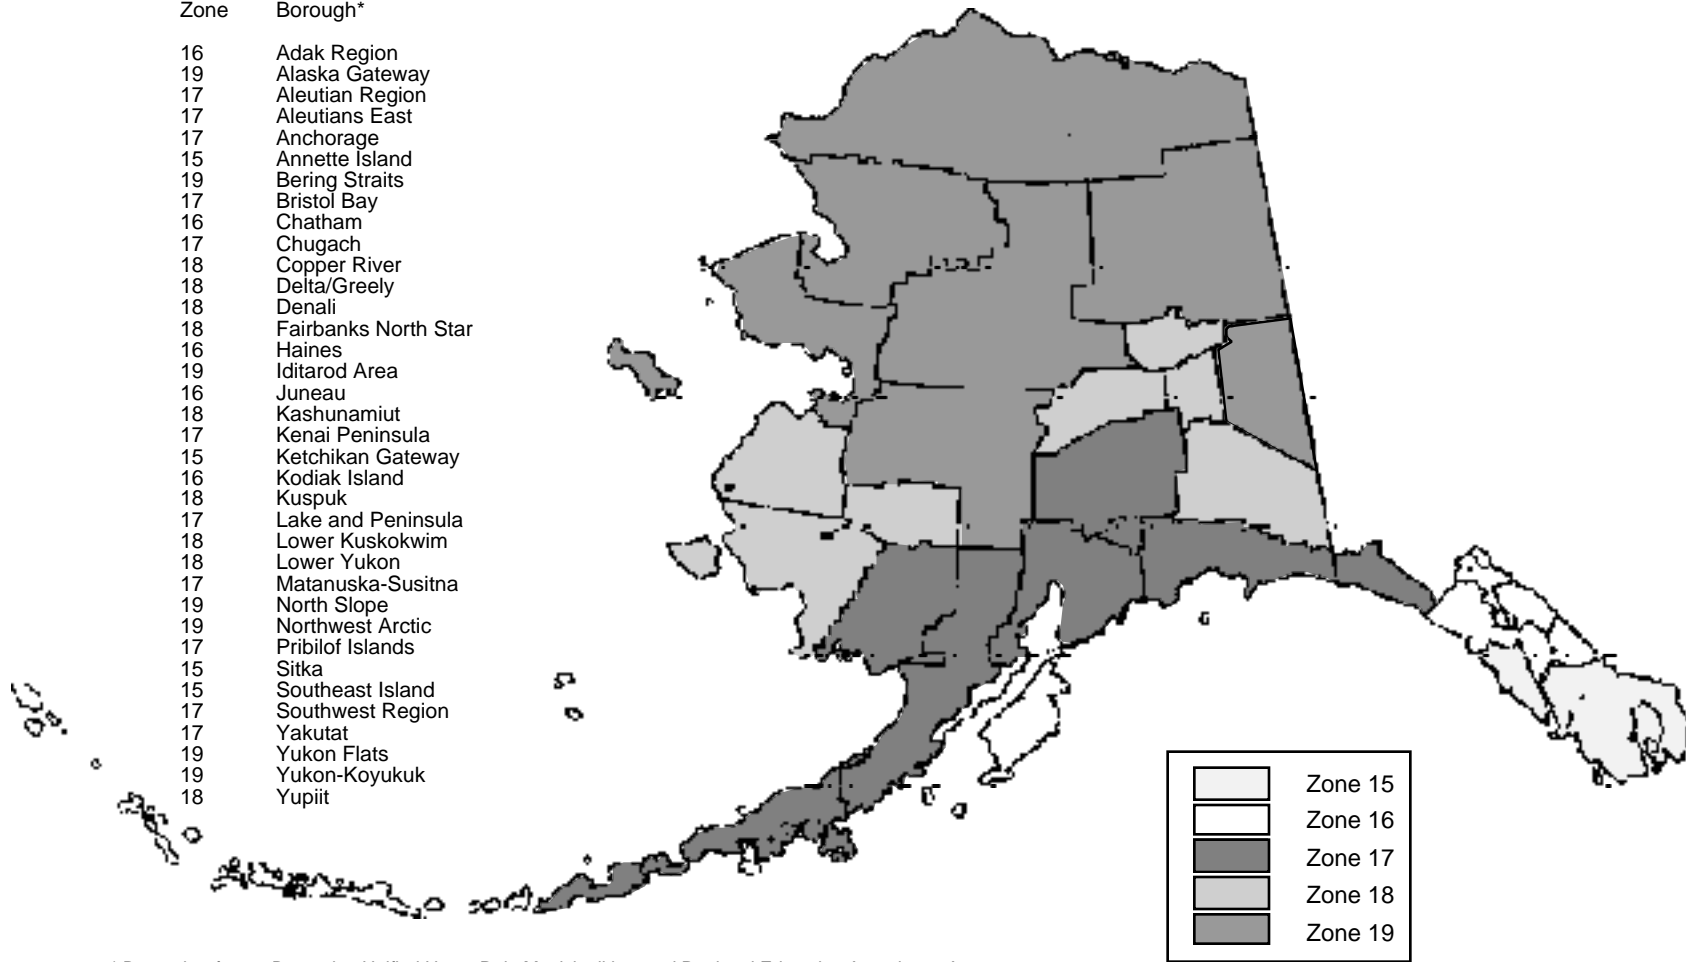 Zone Borough*
16 Adak Region
19 Alaska Gateway
17 Aleutian Region
17 Aleutians East
17 Anchorage
15 Annette Island
19 Bering Straits
17 Bristol Bay
16 Chatham
17 Chugach
18 Copper River
18 Delta/Greely
18 Denali
18 Fairbanks North Star
16 Haines
19 Iditarod Area
16 Juneau
18 Kashunamiut
17 Kenai Peninsula
15 Ketchikan Gateway
16 Kodiak Island
18 Kuspuk
17 Lake and Peninsula
18 Lower Kuskokwim
18 Lower Yukon
17 Matanuska-Susitna
19 North Slope
19 Northwest Arctic
17 Pribilof Islands
15 Sitka
15 Southeast Island
17 Southwest Region
17 Yakutat
19 Yukon Flats
19 Yukon-Koyukuk
18 Yupiit
Zone 15
Zone 16
Zone 17
Zone 18
Zone 19